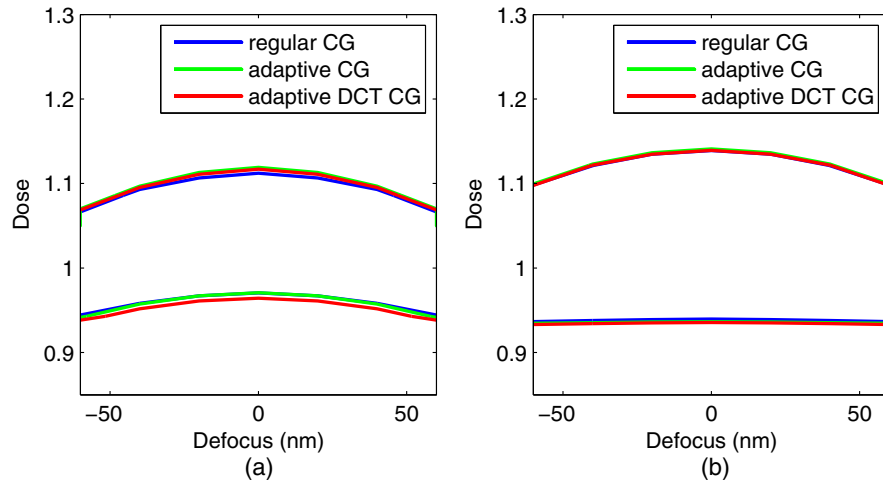 1.3
1.2
1.1
1
0.9
Dose
regular CG
adaptive CG
adaptive DCT CG
−50
0
50
Defocus (nm)
(a)
1.3
1.2
1.1
1
0.9
Dose
regular CG
adaptive CG
adaptive DCT CG
−50
0
50
Defocus (nm)
(b)